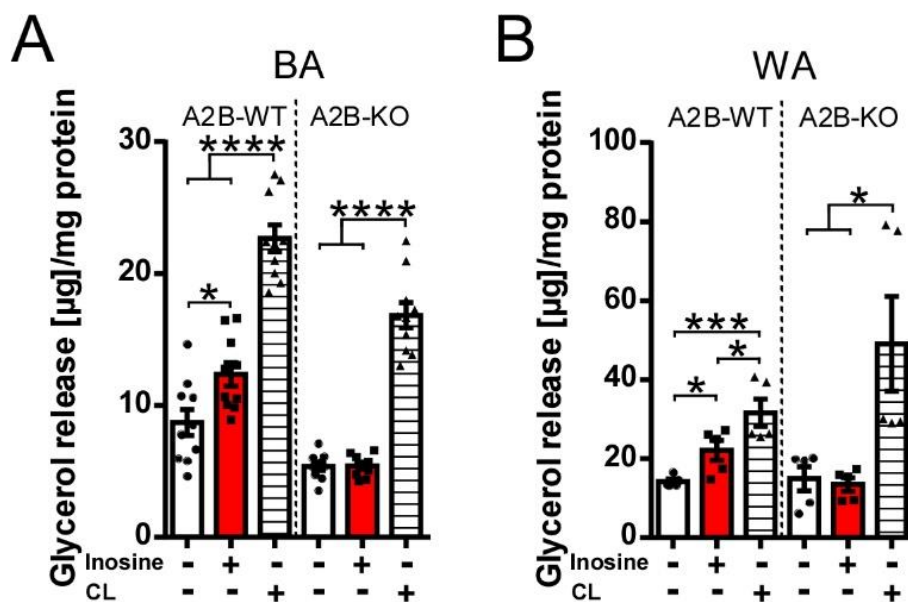 A
BA
A2B-WT A2B-KO
Glycerol release [µg]/mg protein
30
20
10
0
****
****
*
Inosine - + - - + -
CL - - + - - +
B
WA
A2B-WT A2B-KO
Glycerol release [µg]/mg protein
100
80
60
40
20
0
*
***
*
*
Inosine - + - - + -
CL - - + - - +